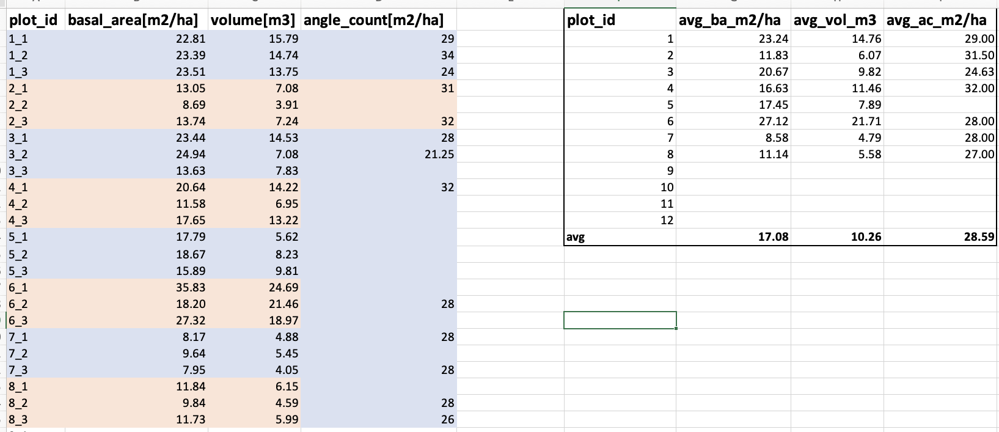 plot_id basal_area[m2/ha] volume[m3] angle_count[m2/ha] plot_id avg_ba_m2/ha avg_vol_m3 avg_ac_m2/ha
1_1 22.81 15.79 29 1 23.24 14.76 29.00
1_2 23.39 14.74 34 2 11.83 6.07 31.50
1_3 23.51 13.75 24 3 20.67 9.82 24.63
2_1 13.05 7.08 31 4 16.63 11.46 32.00
2_2 8.69 3.91 5 17.45 7.89
2_3 13.74 7.24 32 6 27.12 21.71 28.00
3_1 23.44 14.53 28 7 8.58 4.79 28.00
3_2 24.94 7.08 21.25 8 11.14 5.58 27.00
3_3 13.63 7.83 9
4_1 20.64 14.22 32 10
4_2 11.58 6.95 11
4_3 17.65 13.22 12
5_1 17.79 5.62 avg 17.08 10.26 28.59
5_2 18.67 8.23
5_3 15.89 9.81
6_1 35.83 24.69
6_2 18.20 21.46 28
6_3 27.32 18.97
7_1 8.17 4.88 28
7_2 9.64 5.45
7_3 7.95 4.05 28
8_1 11.84 6.15
8_2 9.84 4.59 28
8_3 11.73 5.99 26